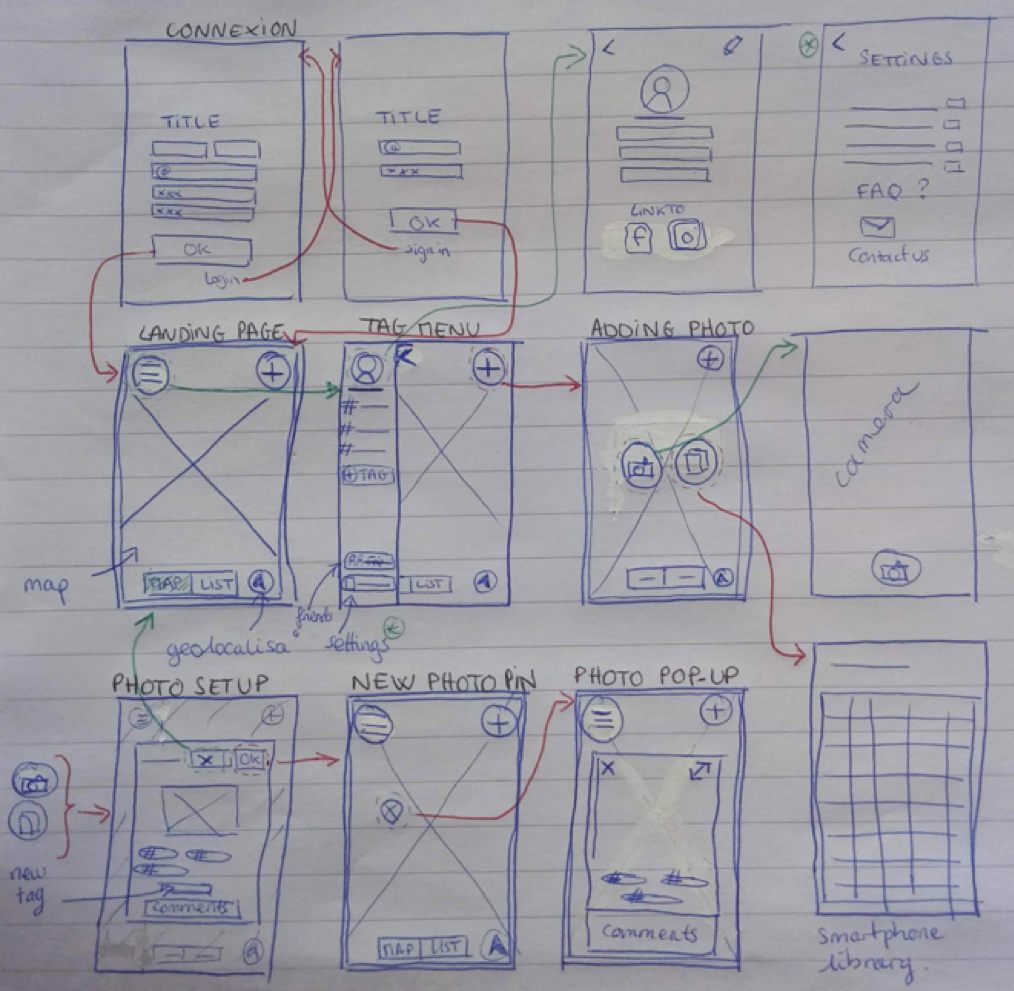 CONNEXION
TITLE
@
xxx
xxx
OK
Login
TITLE
@
xxx
OK
sign in
<
LINK TO
f
<
SETTINGS
FAQ ?
Contact us
LANDING PAGE
+
MAP LIST
A
map
geolocalisa°
TAG MENU
<
+
#
#
#
+ TAG
LIST
A
friends
settings
ADDING PHOTO
+
A
camera
PHOTO SETUP
X OK
#
#
#
Comments
new
tag
NEW PHOTO PIN
+
X
MAP LIST
A
PHOTO POP-UP
+
X
#
#
#
Comments
Smartphone
library.